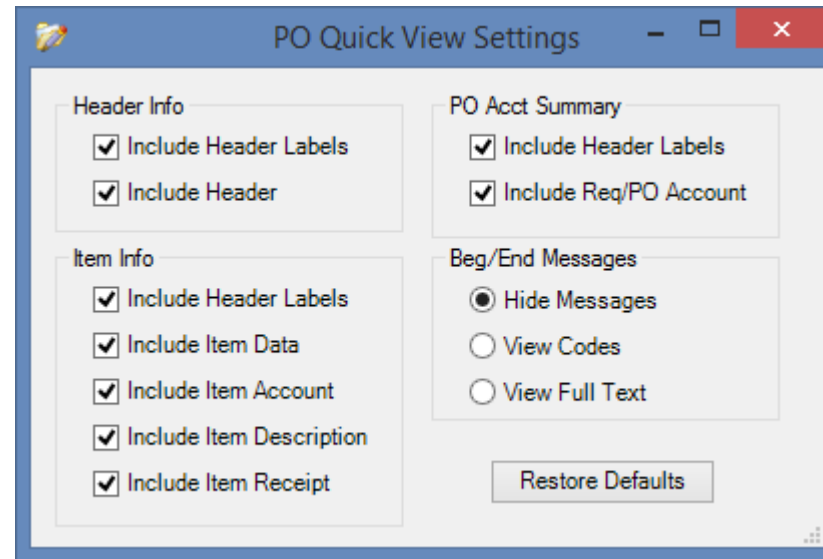 PO Quick View Settings
Header Info
Include Header Labels
Include Header
Item Info
Include Header Labels
Include Item Data
Include Item Account
Include Item Description
Include Item Receipt
PO Acct Summary
Include Header Labels
Include Req/PO Account
Beg/End Messages
Hide Messages
View Codes
View Full Text
Restore Defaults